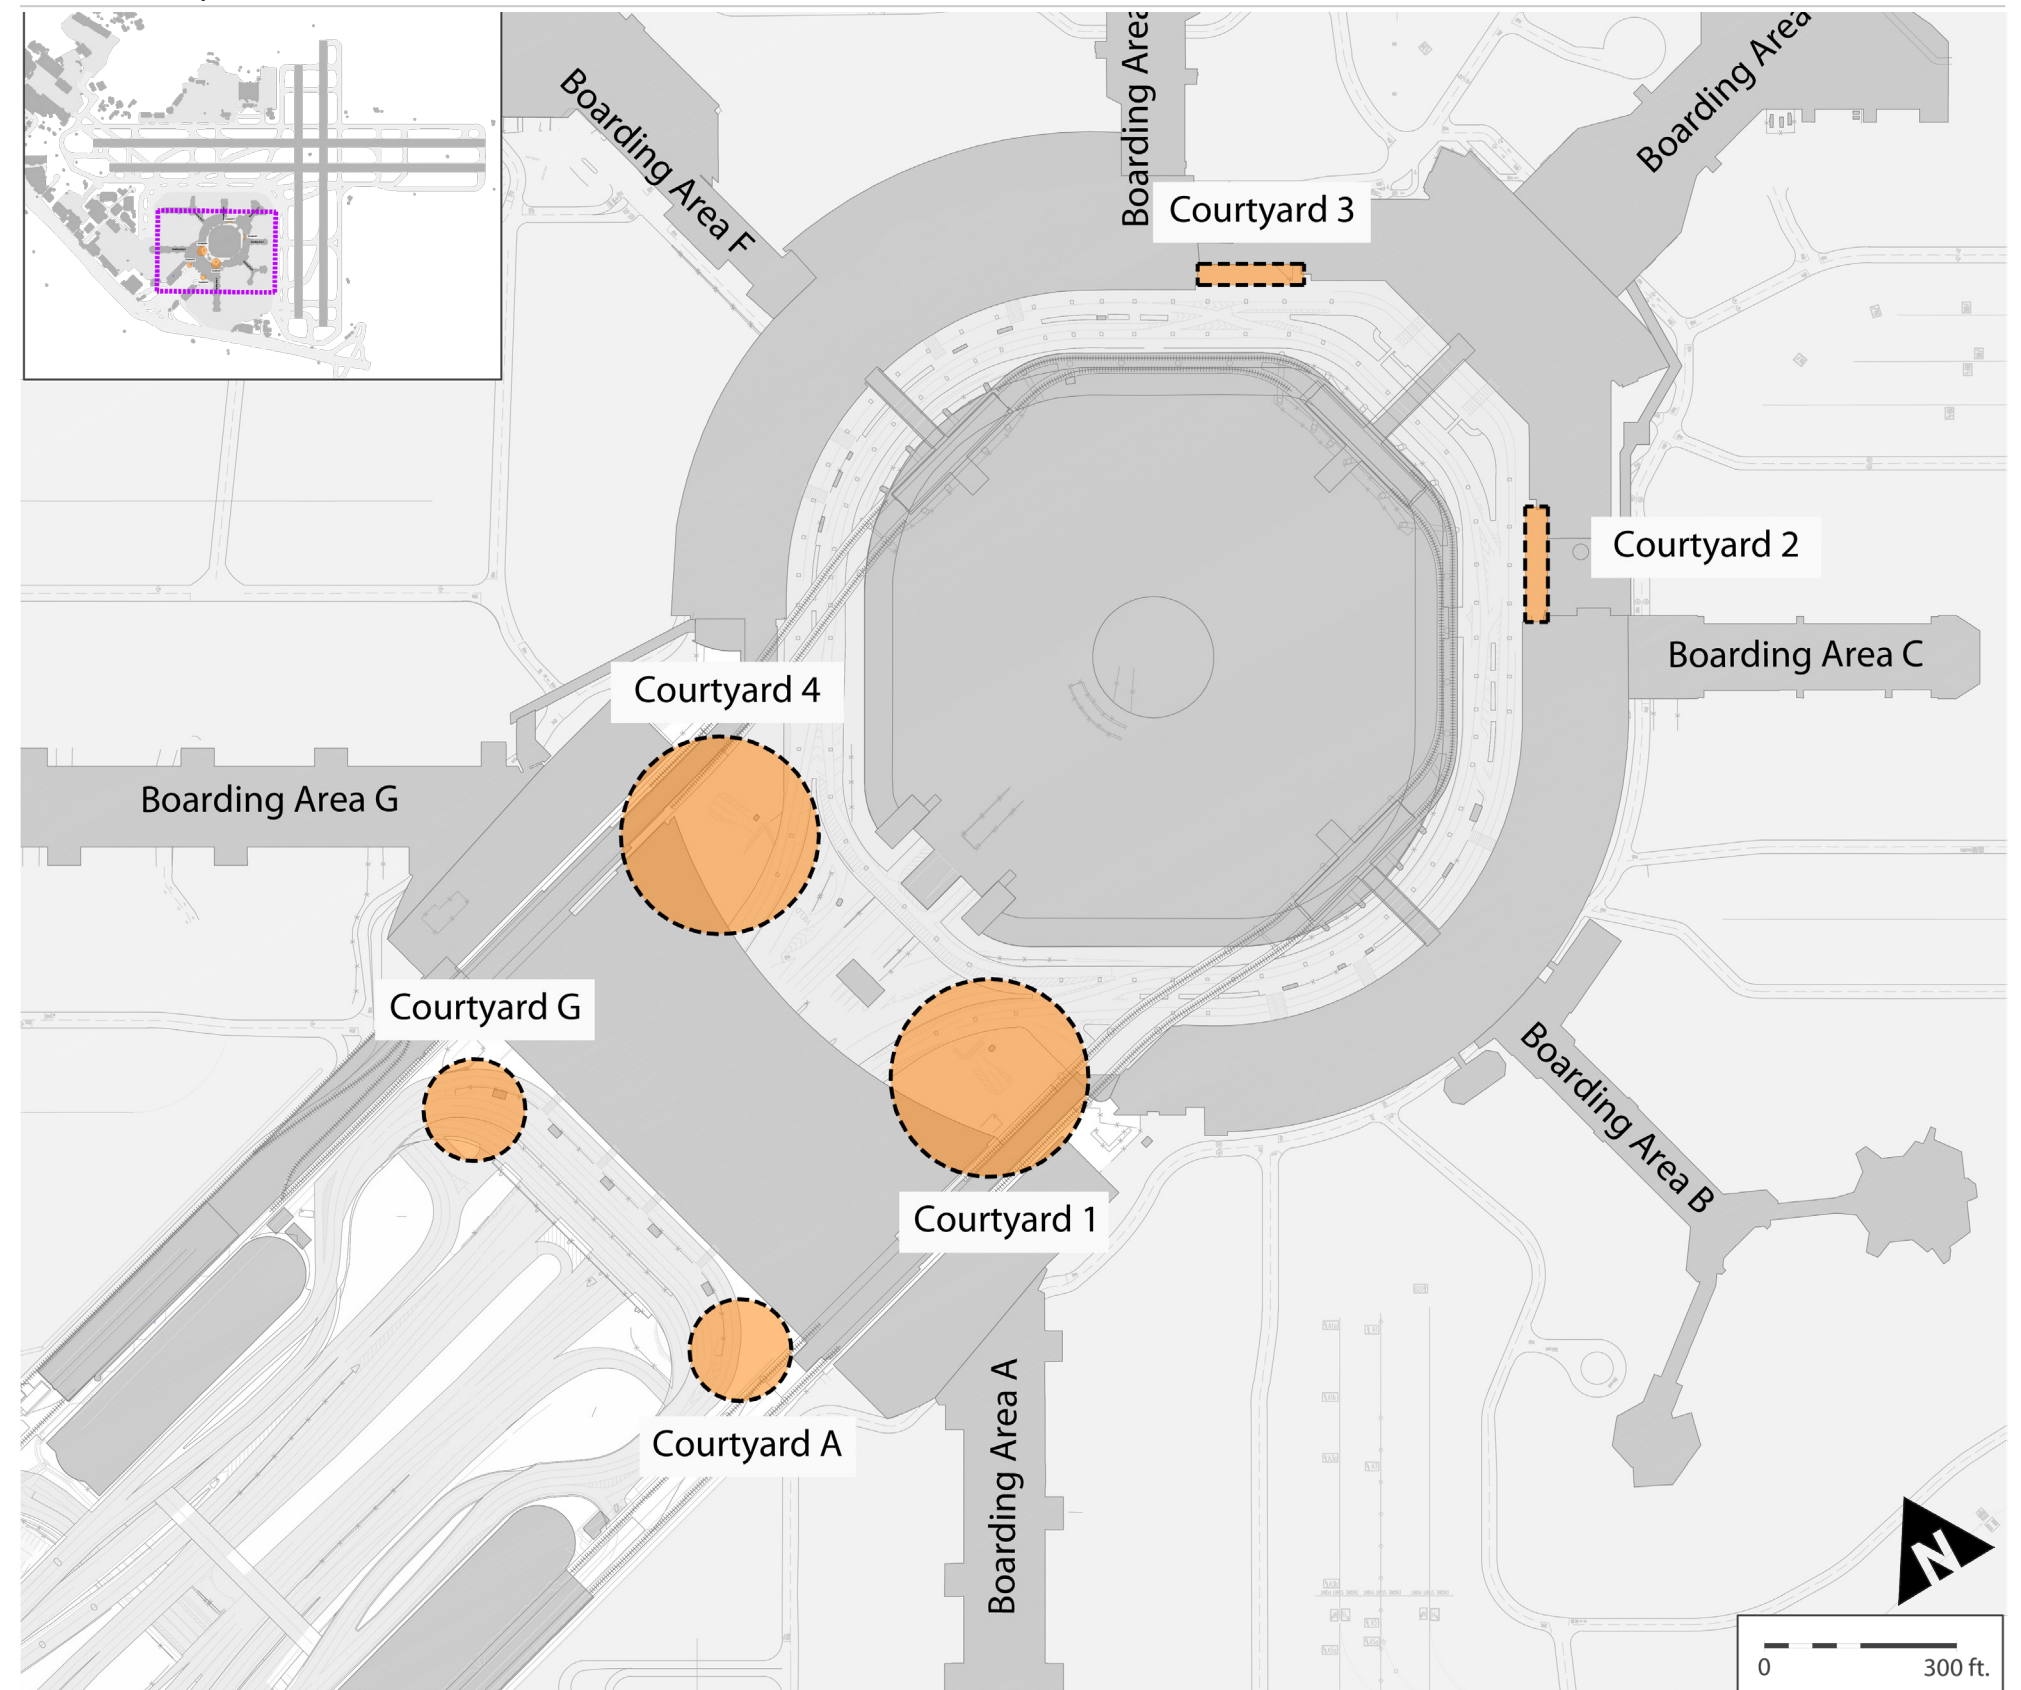 Boarding Area F
Boarding Area
Boarding Area
Courtyard 3
Courtyard 2
Boarding Area C
Courtyard 4
Boarding Area G
Courtyard G
Boarding Area B
Courtyard 1
Courtyard A
Boarding Area A
N
0 300 ft.